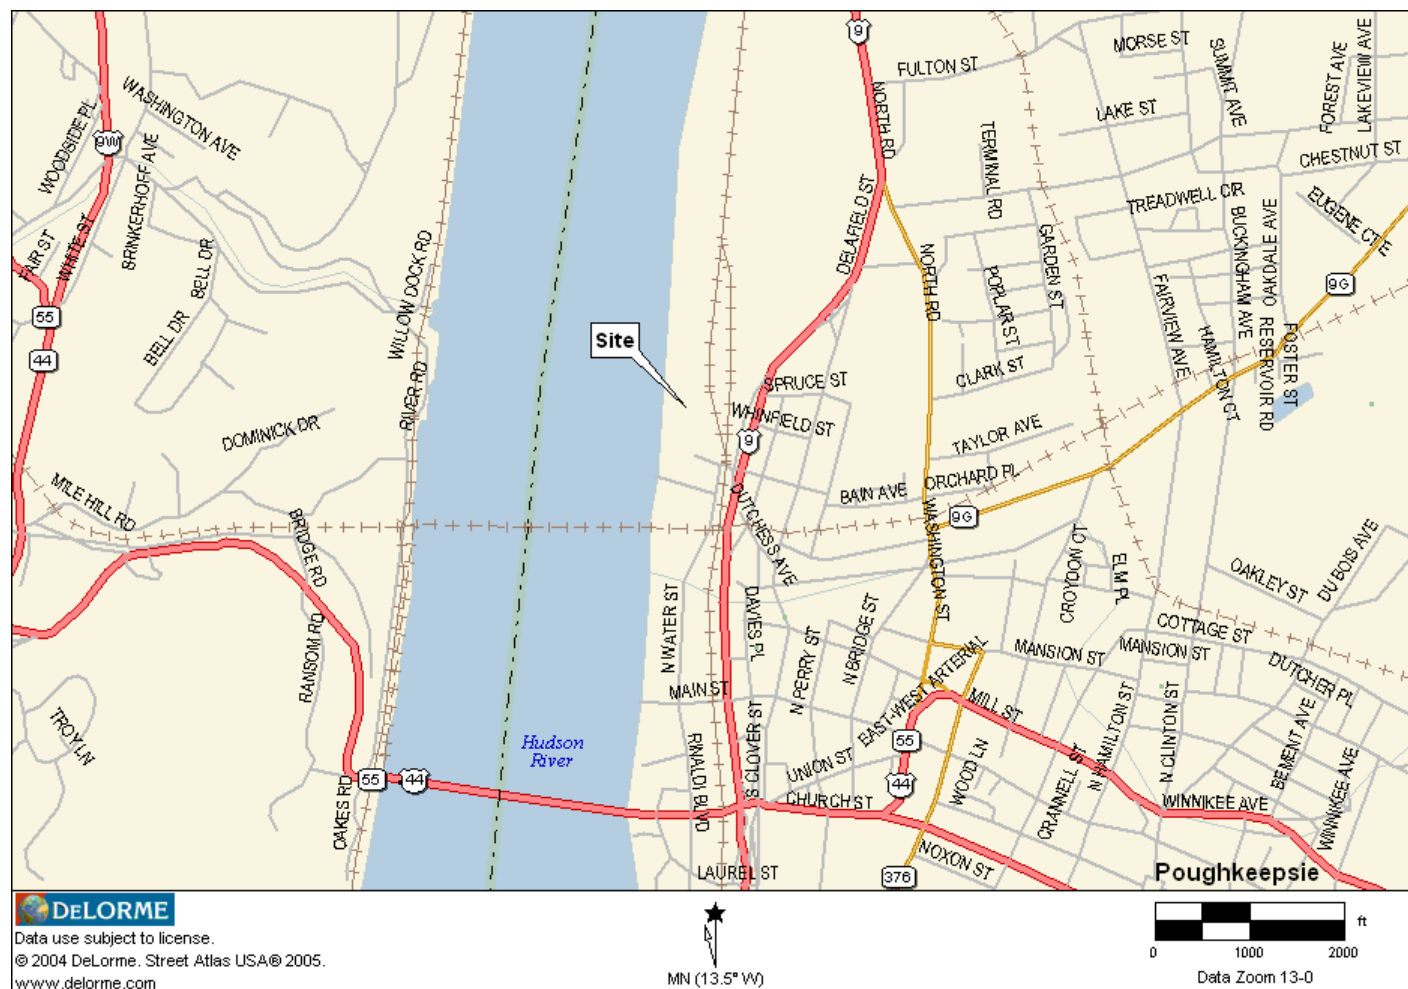 9
MORSE ST
FULTON ST
SUMMIT AVE
FOREST AVE
LAKEVIEW AVE
WASHINGTON AVE
WOODSIDE PL
9W
BRINKERHOFF AVE
NORTH RD
LAKE ST
TERMINAL RD
CHESTNUT ST
FAIR ST
WHITE ST
BELL DR
DELAFIELD ST
TREADWELL CIR
BUCKINGHAM AVE
OAKDALE AVE
EUGENE CT
WILLOW DOCK RD
NORTH RD
GARDEN ST
POPLAR ST
FAIRVIEW AVE
9G
55
44
BELL DR
Site
HAMILTON CT
RESERVOIR RD
FOSTER ST
RIVER RD
SPRUCE ST
CLARK ST
WHINFIELD ST
DOMINICK DR
9
TAYLOR AVE
MILE HILL RD
BRIDGE RD
DUTCHESS AVE
BAIN AVE
ORCHARD PL
WASHINGTON ST
9G
CROYDON CT
ELM PL
OAKLEY ST
DU BOIS AVE
RANSOM RD
N WATER ST
DAVIES PL
N PERRY ST
N BRIDGE ST
COTTAGE ST
MANSION ST
MANSION ST
DUTCHER PL
MAIN ST
EAST-WEST ARTERIAL
MILL ST
TROY LN
Hudson
River
RINALDI BLVD
S CLOVER ST
UNION ST
55
44
WOOD LN
CRANNELL ST
N HAMILTON ST
N CLINTON ST
BEMENT AVE
WINNIKEE AVE
OAKES RD
55
44
CHURCH ST
WINNIKEE AVE
LAUREL ST
NOXON ST
376
Poughkeepsie
DELORME
Data use subject to license.
© 2004 DeLorme. Street Atlas USA® 2005.
www.delorme.com
MN (13.5° W)
ft
0 1000 2000
Data Zoom 13-0